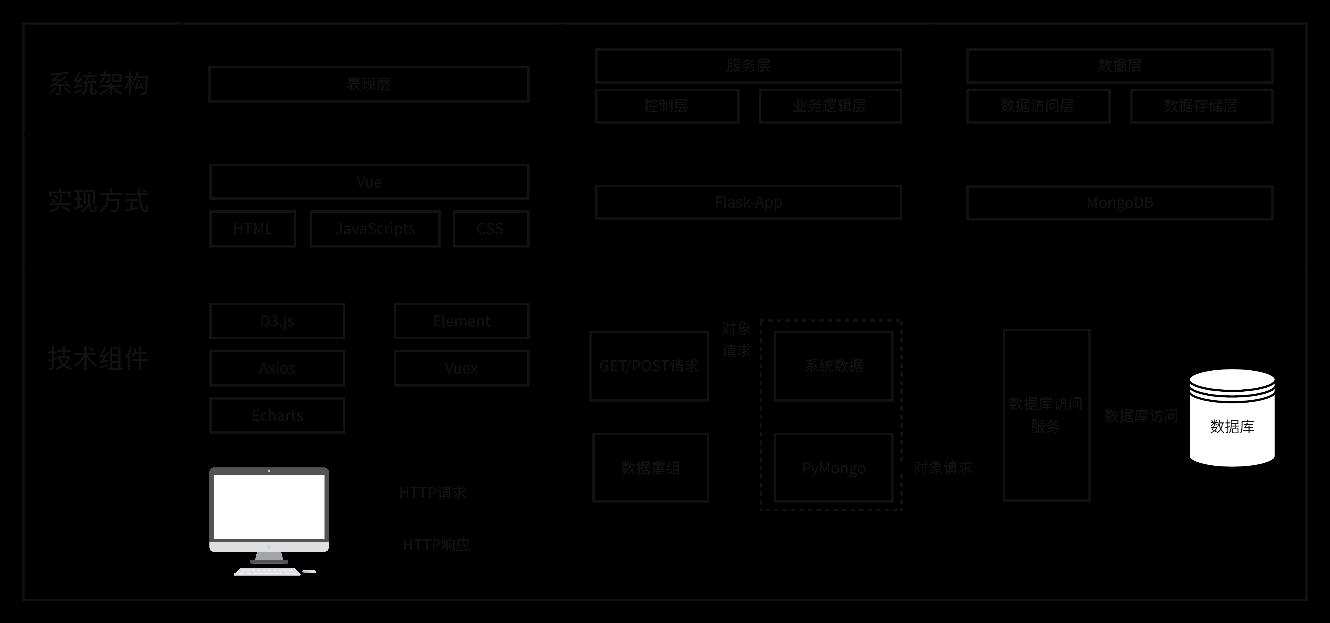 系统架构
表现层
服务层
控制层
业务逻辑层
数据层
数据访问层
数据存储层
实现方式
Vue
HTML
JavaScripts
CSS
Flask-App
MongoDB
技术组件
D3.js
Element
Axios
Vuex
Echarts
HTTP请求
HTTP响应
GET/POST请求
对象
请求
系统数据
数据重组
PyMongo
对象请求
数据库访问
服务
数据库访问
数据库